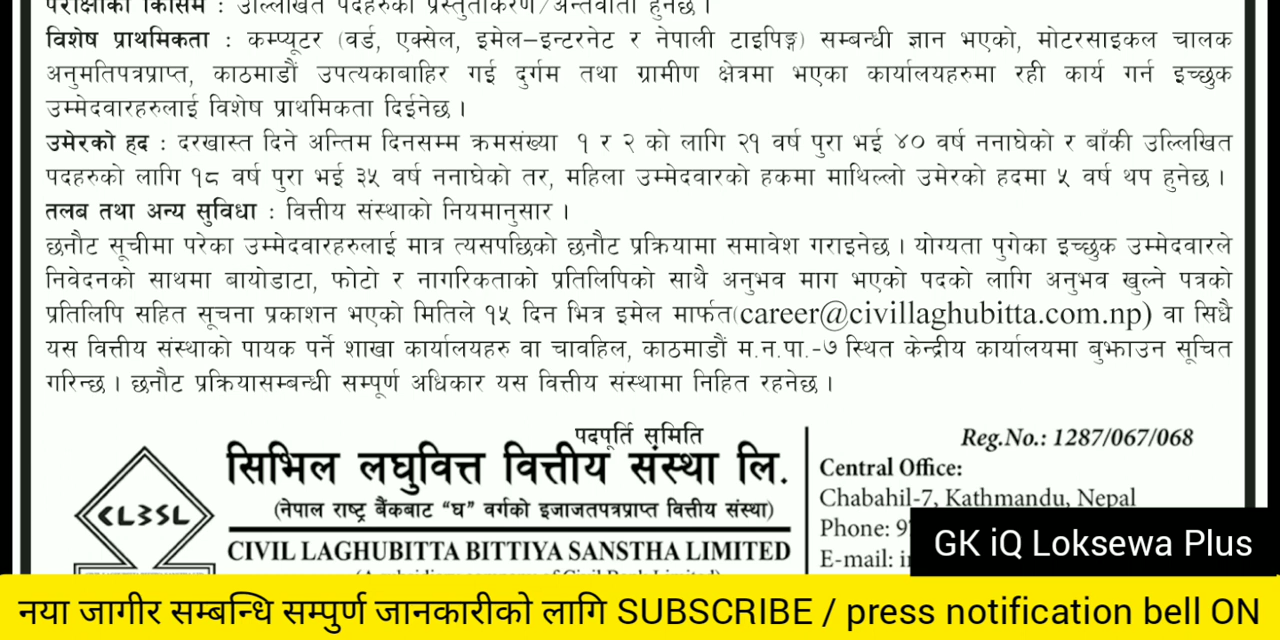 परीक्षाको किसिम : उल्लिखित पदहरुको प्रस्तुतीकरण/अन्तर्वार्ता हुनेछ ।
विशेष प्राथमिकता : कम्प्यूटर (वर्ड, एक्सेल, इमेल–इन्टरनेट र नेपाली टाइपिङ्ग) सम्बन्धी ज्ञान भएको, मोटरसाइकल चालक
अनुमतिपत्रप्राप्त, काठमाडौं उपत्यकाबाहिर गई दुर्गम तथा ग्रामीण क्षेत्रमा भएका कार्यालयहरुमा रही कार्य गर्न इच्छुक
उम्मेदवारहरुलाई विशेष प्राथमिकता दिईनेछ ।
उमेरको हद : दरखास्त दिने अन्तिम दिनसम्म क्रमसंख्या १ र २ को लागि २१ वर्ष पुरा भई ४० वर्ष ननाघेको र बाँकी उल्लिखित
पदहरुको लागि १८ वर्ष पुरा भई ३५ वर्ष ननाघेको तर, महिला उम्मेदवारको हकमा माथिल्लो उमेरको हदमा ५ वर्ष थप हुनेछ ।
तलब तथा अन्य सुविधा : वित्तीय संस्थाको नियमानुसार ।
छनौट सूचीमा परेका उम्मेदवारहरुलाई मात्र त्यसपछिको छनौट प्रक्रियामा समावेश गराइनेछ । योग्यता पुगेका इच्छुक उम्मेदवारले
निवेदनको साथमा बायोडाटा, फोटो र नागरिकताको प्रतिलिपिको साथै अनुभव माग भएको पदको लागि अनुभव खुल्ने पत्रको
प्रतिलिपि सहित सूचना प्रकाशन भएको मितिले १५ दिन भित्र इमेल मार्फत(career@civillaghubitta.com.np) वा सिधै
यस वित्तीय संस्थाको पायक पर्ने शाखा कार्यालयहरु वा चावहिल, काठमाडौं म.न.पा.-७ स्थित केन्द्रीय कार्यालयमा बुझाउन सूचित
गरिन्छ । छनौट प्रक्रियासम्बन्धी सम्पूर्ण अधिकार यस वित्तीय संस्थामा निहित रहनेछ ।
पदपूर्ति समिति
सिभिल लघुवित्त वित्तीय संस्था लि.
(नेपाल राष्ट्र बैंकबाट “घ” वर्गको इजाजतपत्रप्राप्त वित्तीय संस्था)
CIVIL LAGHUBITTA BITTIYA SANSTHA LIMITED
(A subsidiary company of Civil Bank Limited)
CLBSL
Reg.No.: 1287/067/068
Central Office:
Chabahil-7, Kathmandu, Nepal
Phone:
E-mail:
GK iQ Loksewa Plus
नया जागीर सम्बन्धि सम्पुर्ण जानकारीको लागि SUBSCRIBE / press notification bell ON